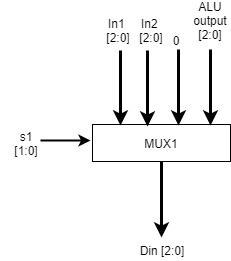 In1
[2:0]
In2
[2:0]
0
ALU
output
[2:0]
s1
[1:0]
MUX1
Din [2:0]